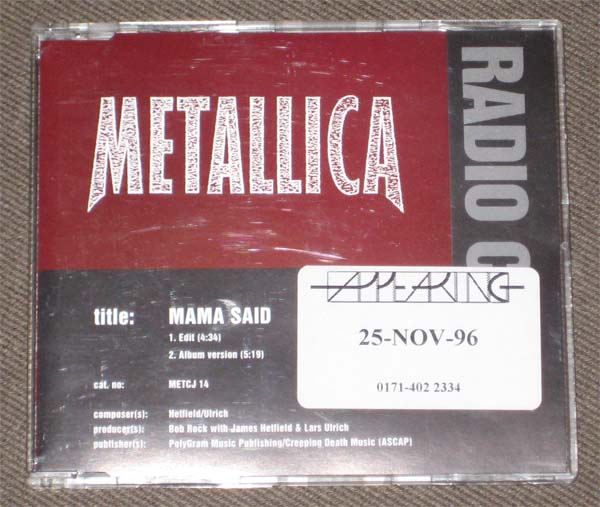 METALLICA
RADIO C
title: MAMA SAID
1. Edit (4:34)
2. Album version (5:19)
cat. no: METCJ 14
composer(s): Hetfield/Ulrich
producer(s): Bob Rock with James Hetfield & Lars Ulrich
publisher(s): PolyGram Music Publishing/Creeping Death Music (ASCAP)
APPEARING
25-NOV-96
0171-402 2334